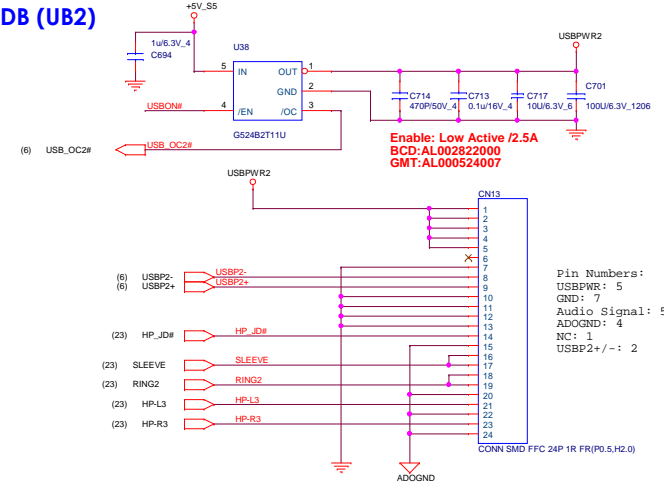 DB (UB2)
+5V_S5
1u/6.3V_4
C694
U38
USBPWR2
5 IN OUT 1
GND 2
USBON# 4 /EN /OC 3
G524B2T11U
C714
470P/50V_4
C713
0.1u/16V_4
C717
10U/6.3V_6
C701
100U/6.3V_1206
Enable: Low Active /2.5A
BCD:AL002822000
GMT:AL000524007
(6) USB_OC2# USB_OC2#
USBPWR2
CN13
1
2
3
4
5
6
7
(6) USBP2- USBP2- 8
(6) USBP2+ USBP2+ 9
10
11
12
13
(23) HP_JD# HP_JD# 14
15
16
(23) SLEEVE SLEEVE 17
18
(23) RING2 RING2 19
20
(23) HP-L3 HP-L3 21
22
(23) HP-R3 HP-R3 23
24
Pin Numbers:
USBPWR: 5
GND: 7
Audio Signal: 5
ADOGND: 4
NC: 1
USBP2+/-: 2
CONN SMD FFC 24P 1R FR(P0.5,H2.0)
ADOGND